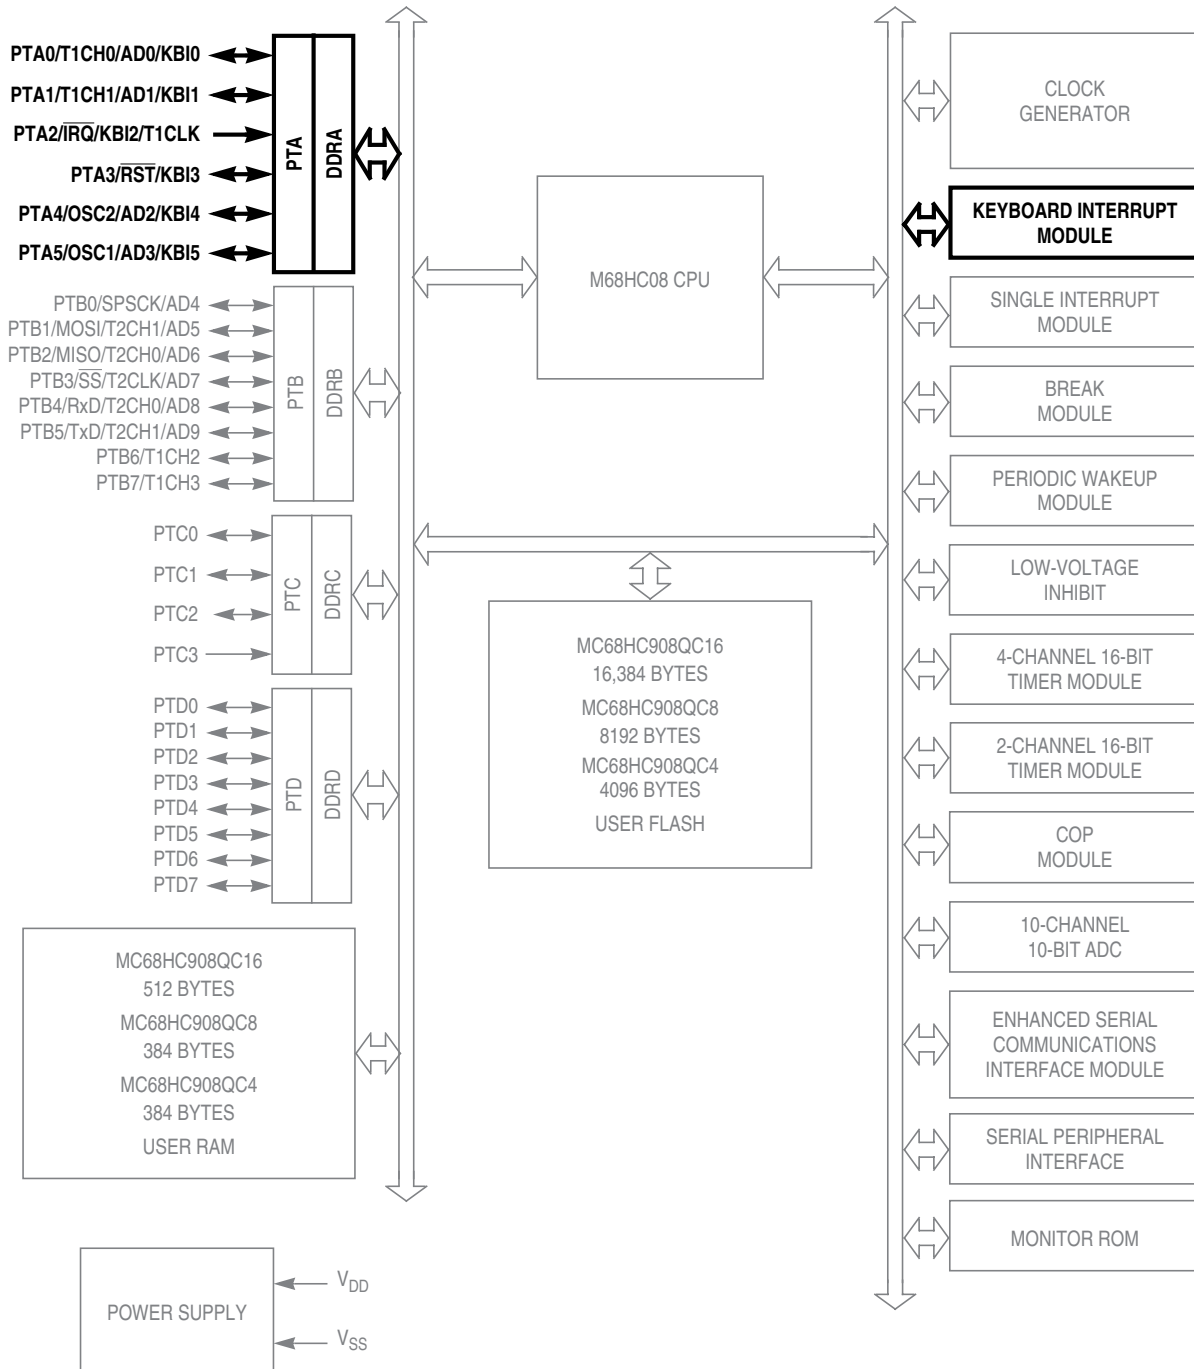 PTA0/T1CH0/AD0/KBI0
PTA1/T1CH1/AD1/KBI1
PTA2/I̅R̅Q̅/KBI2/T1CLK
PTA3/R̅S̅T̅/KBI3
PTA4/OSC2/AD2/KBI4
PTA5/OSC1/AD3/KBI5
PTA
DDRA
PTB0/SPSCK/AD4
PTB1/MOSI/T2CH1/AD5
PTB2/MISO/T2CH0/AD6
PTB3/S̅S̅/T2CLK/AD7
PTB4/RxD/T2CH0/AD8
PTB5/TxD/T2CH1/AD9
PTB6/T1CH2
PTB7/T1CH3
PTB
DDRB
PTC0
PTC1
PTC2
PTC3
PTC
DDRC
PTD0
PTD1
PTD2
PTD3
PTD4
PTD5
PTD6
PTD7
PTD
DDRD
MC68HC908QC16
512 BYTES
MC68HC908QC8
384 BYTES
MC68HC908QC4
384 BYTES
USER RAM
POWER SUPPLY
VDD
VSS
M68HC08 CPU
MC68HC908QC16
16,384 BYTES
MC68HC908QC8
8192 BYTES
MC68HC908QC4
4096 BYTES
USER FLASH
CLOCK
GENERATOR
KEYBOARD INTERRUPT
MODULE
SINGLE INTERRUPT
MODULE
BREAK
MODULE
PERIODIC WAKEUP
MODULE
LOW-VOLTAGE
INHIBIT
4-CHANNEL 16-BIT
TIMER MODULE
2-CHANNEL 16-BIT
TIMER MODULE
COP
MODULE
10-CHANNEL
10-BIT ADC
ENHANCED SERIAL
COMMUNICATIONS
INTERFACE MODULE
SERIAL PERIPHERAL
INTERFACE
MONITOR ROM